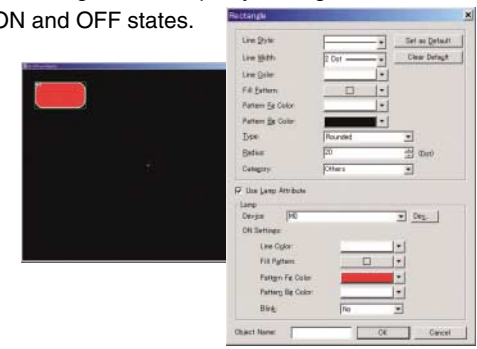 ON and OFF states.
Rectangle
Line Style:
Set as Default
Line Width:
2 Dot
Clear Default
Line Color:
Fill Pattern:
Pattern Fg Color:
Pattern Bg Color:
Type:
Rounded
Radius:
20
(Dot)
Category:
Others
Use Lamp Attribute
Lamp
Device:
M0
Dev...
ON Settings:
Line Color:
Fill Pattern:
Pattern Fg Color:
Pattern Bg Color:
Blink:
No
Object Name:
OK
Cancel